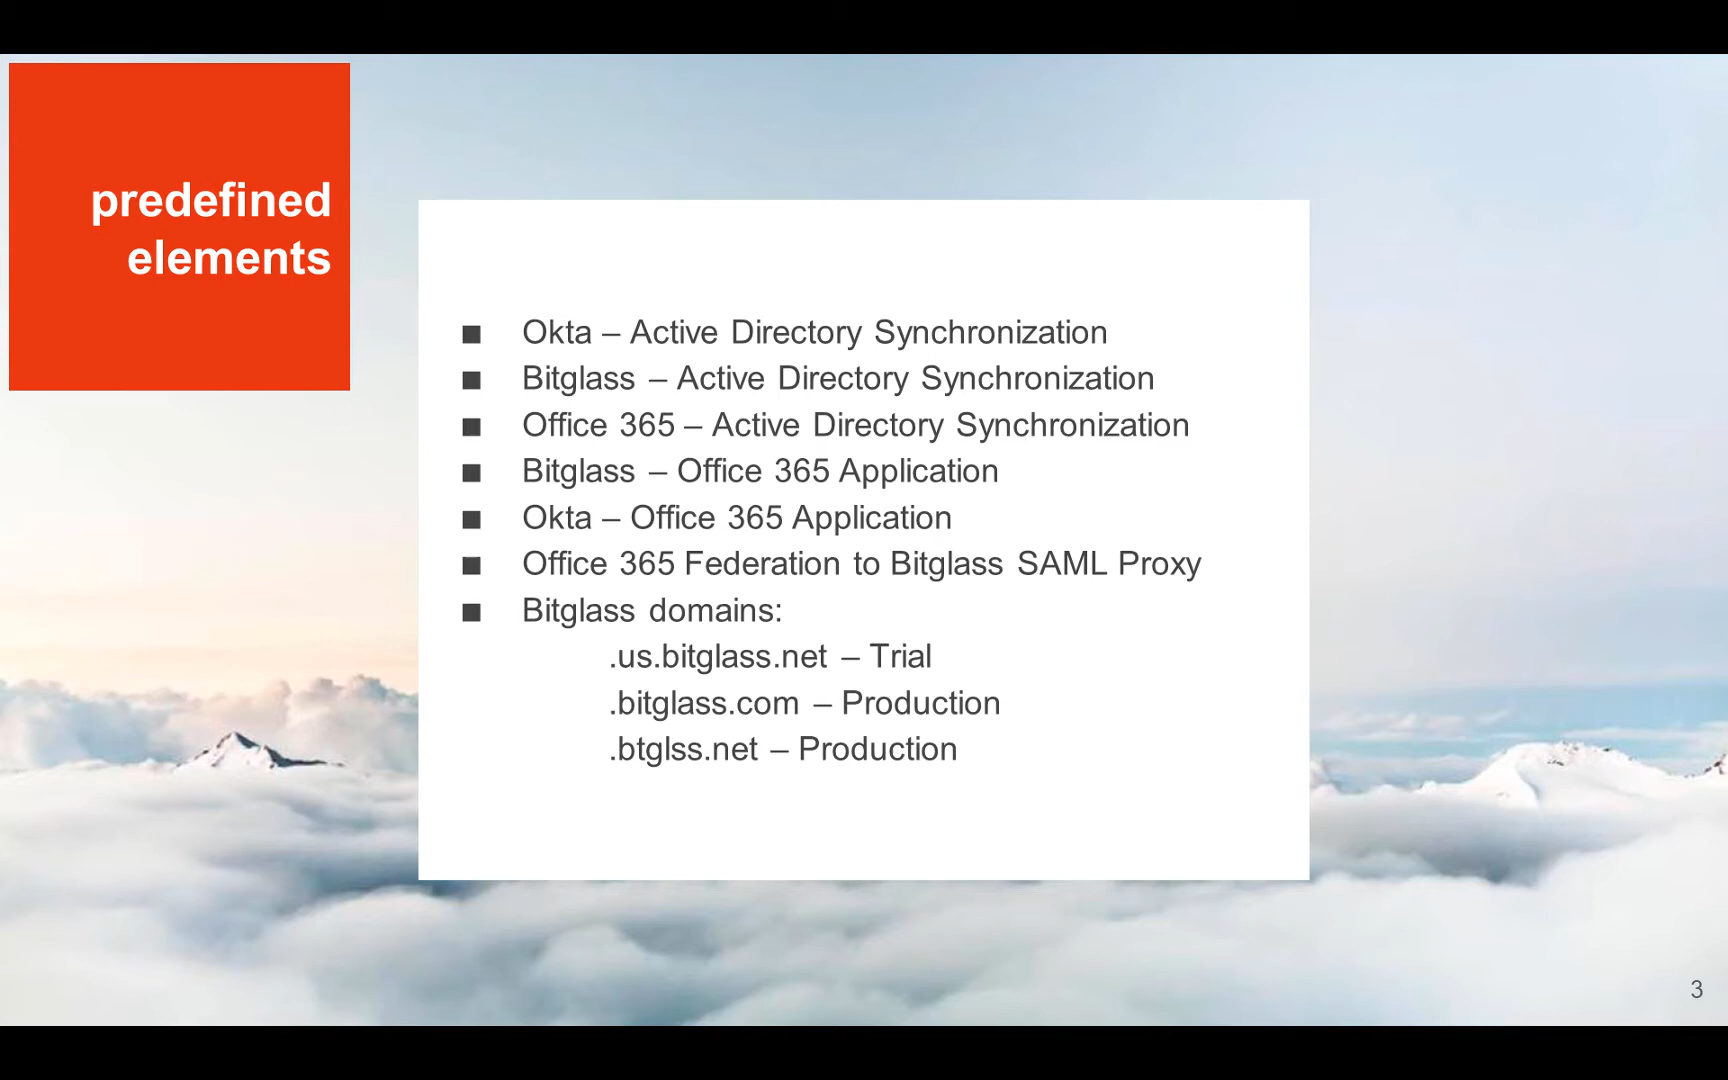 predefined
elements
■ Okta – Active Directory Synchronization
■ Bitglass – Active Directory Synchronization
■ Office 365 – Active Directory Synchronization
■ Bitglass – Office 365 Application
■ Okta – Office 365 Application
■ Office 365 Federation to Bitglass SAML Proxy
■ Bitglass domains:
.us.bitglass.net – Trial
.bitglass.com – Production
.btglss.net – Production
3